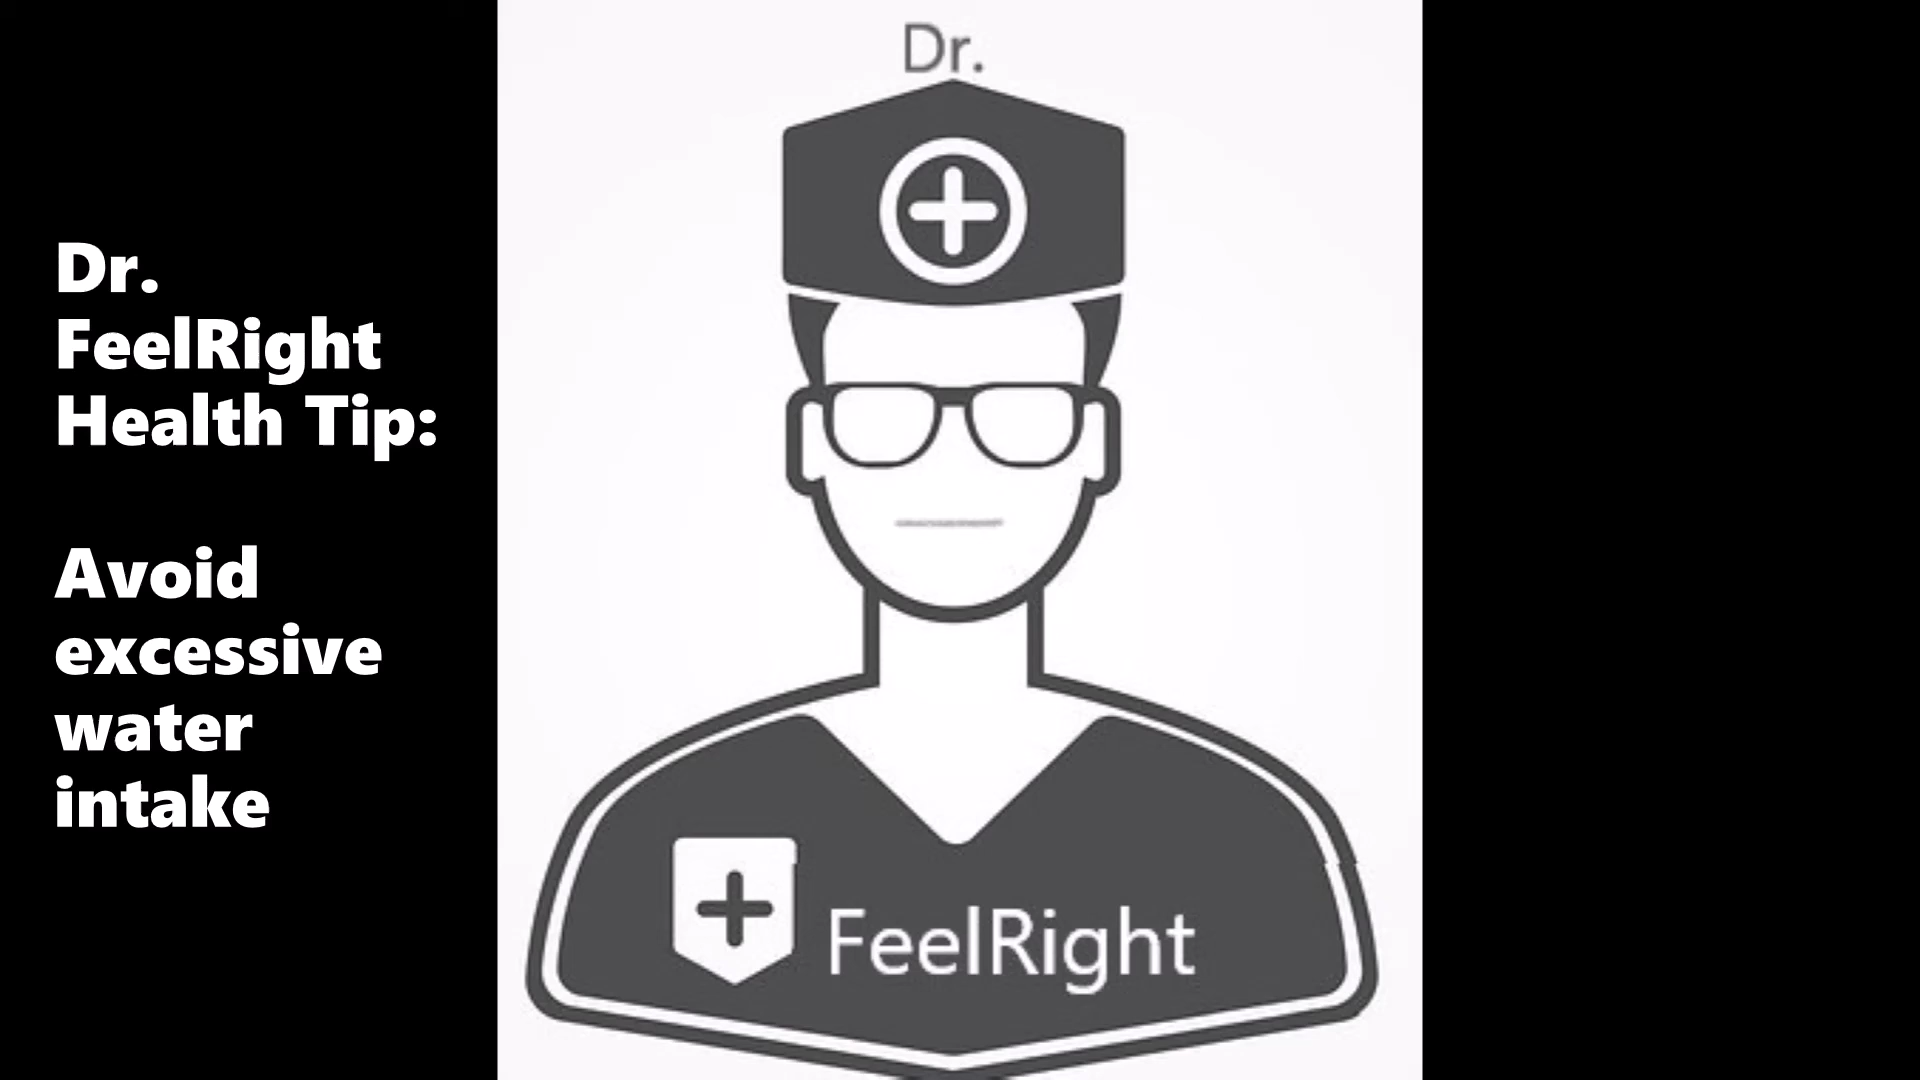 Dr.
FeelRight
Health Tip:
Avoid
excessive
water
intake
Dr.
FeelRight